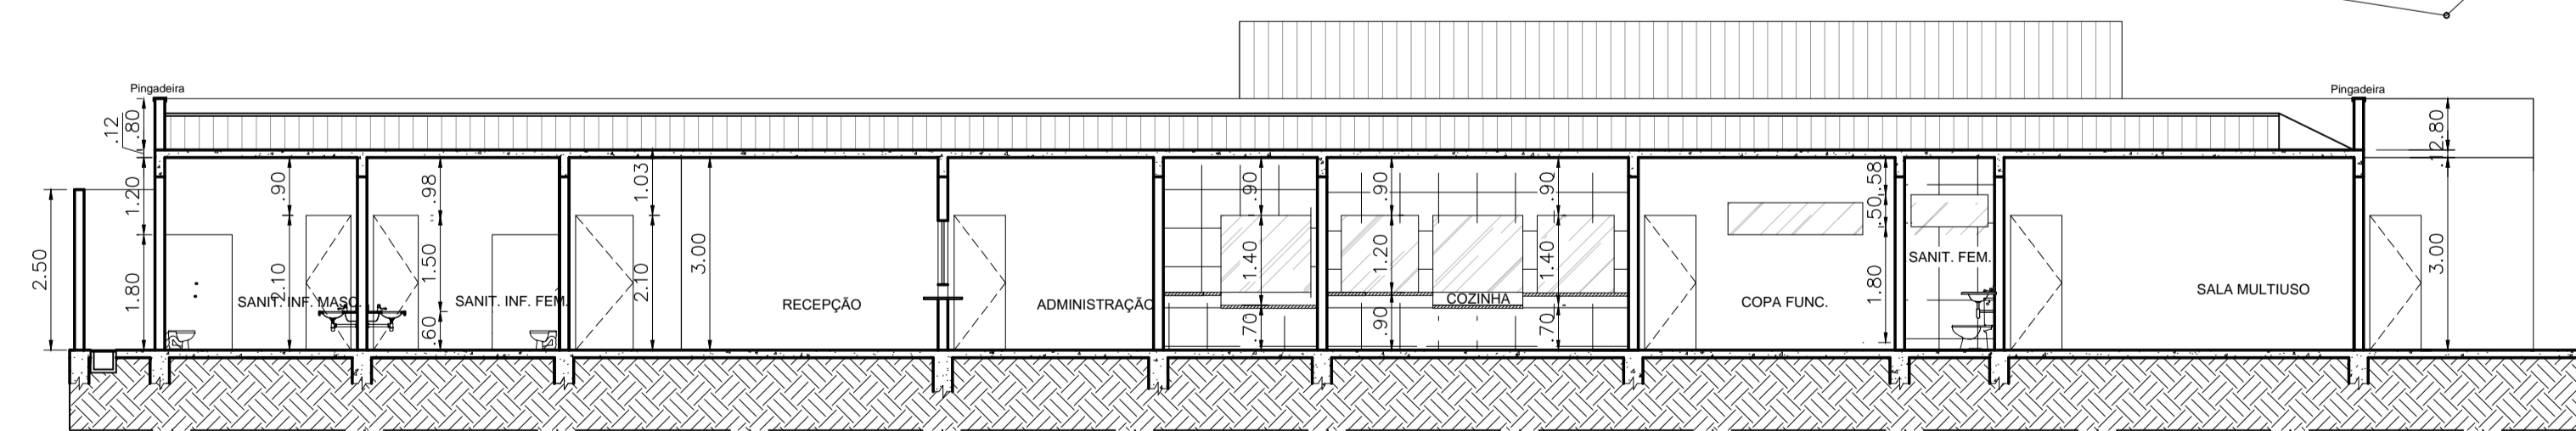 Pingadeira
Pingadeira
.12
.80
1.20
1.80
2.50
.90
2.10
.98
1.50
.60
1.03
2.10
3.00
.90
1.40
.70
.90
1.20
.90
.90
1.40
.70
.58
.50
1.80
.80
.12
3.00
SANIT. INF. MASC.
SANIT. INF. FEM.
RECEPÇÃO
ADMINISTRAÇÃO
COZINHA
COPA FUNC.
SANIT. FEM.
SALA MULTIUSO